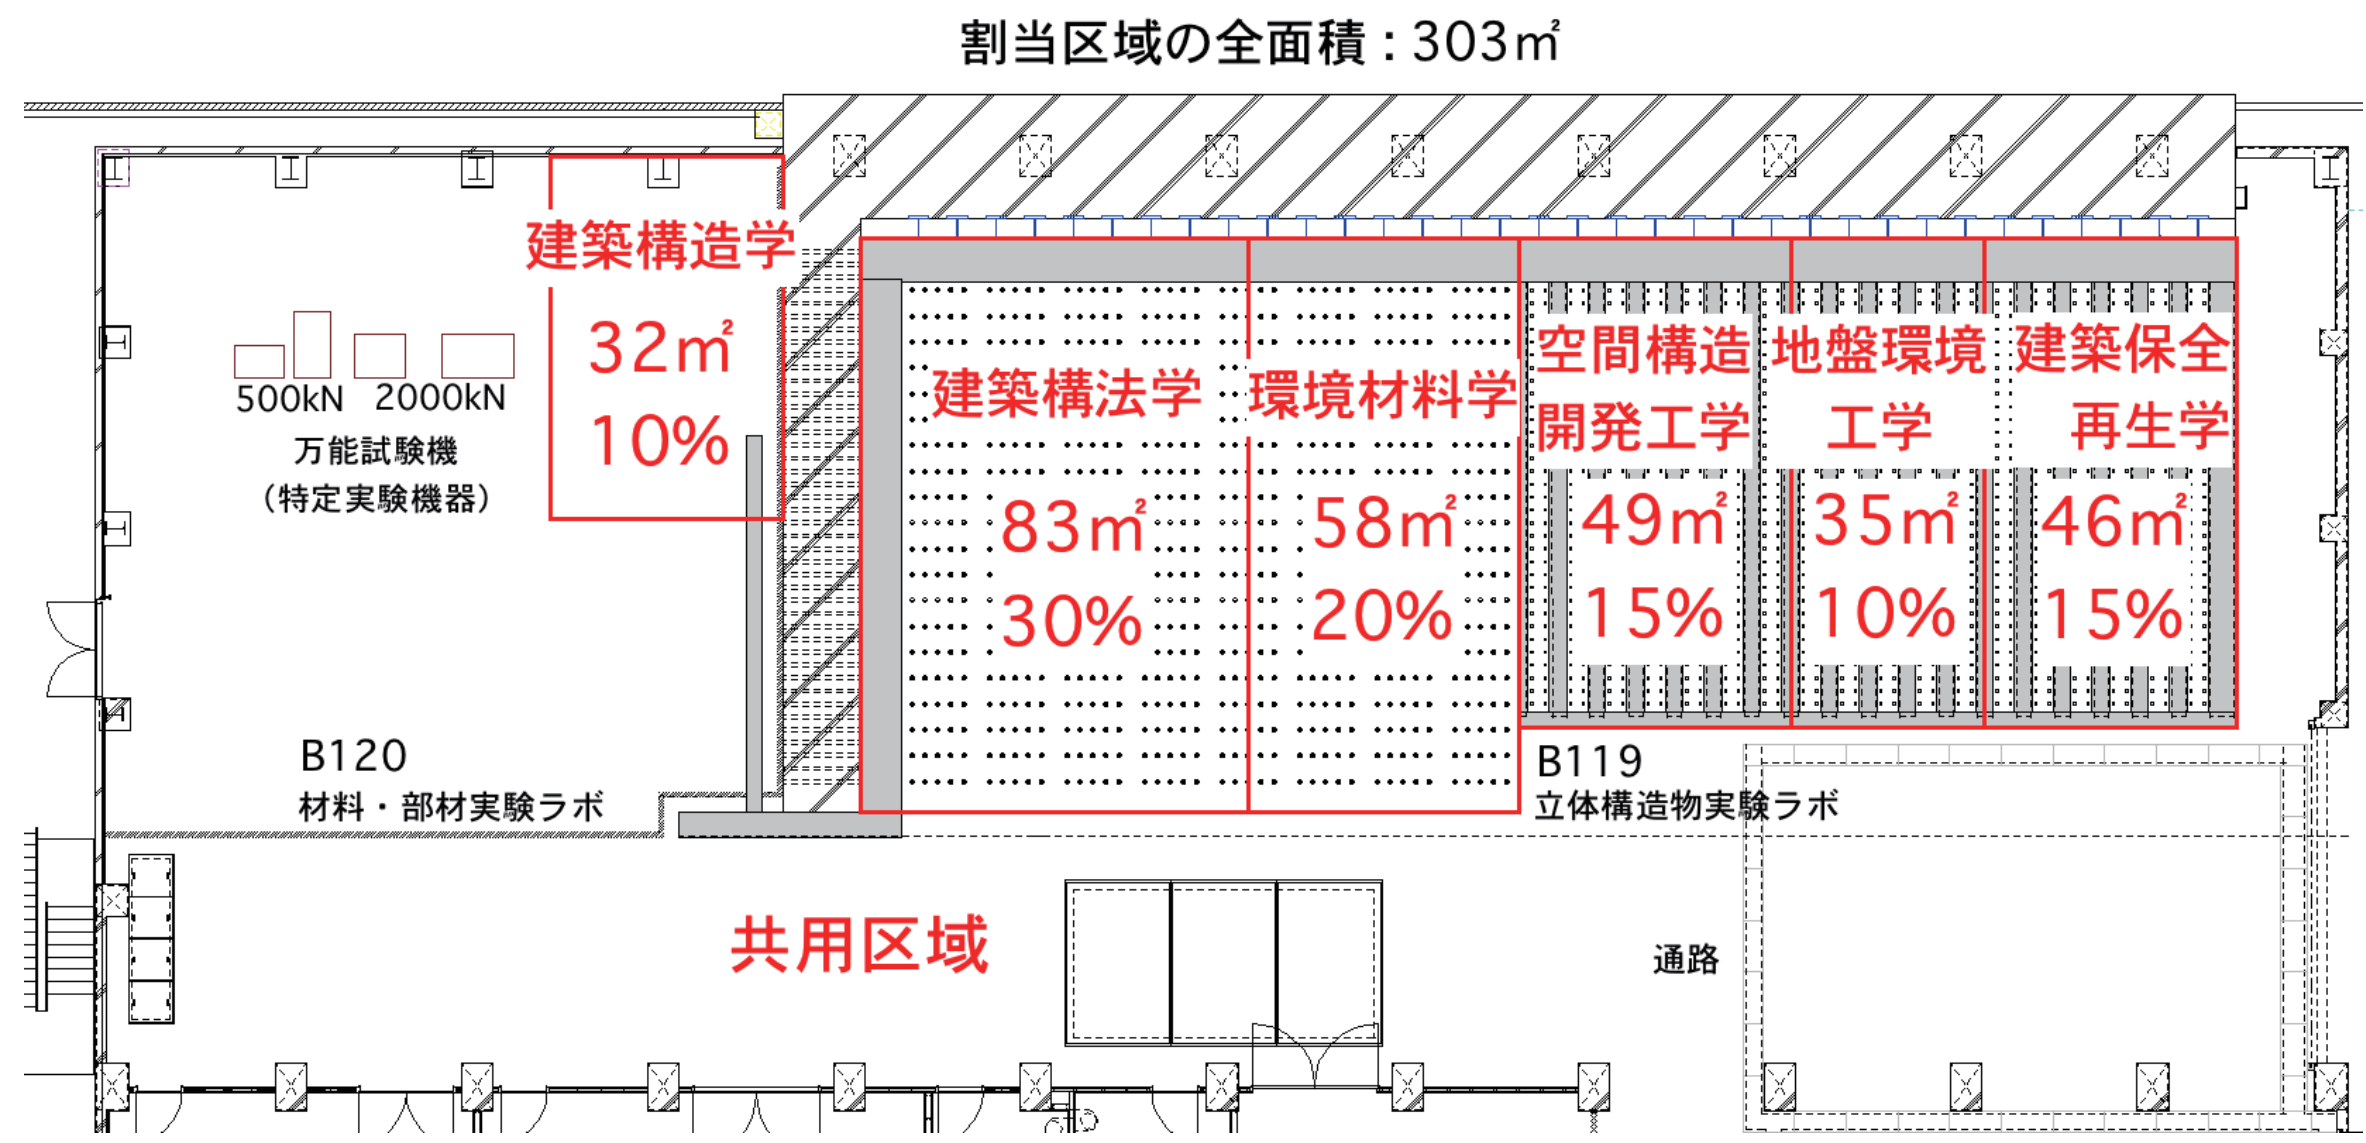 割当区域の全面積：303㎡
建築構造学
32㎡
10%
500kN
2000kN
万能試験機
（特定実験機器）
建築構法学
83㎡
30%
環境材料学
58㎡
20%
空間構造
開発工学
49㎡
15%
地盤環境
工学
35㎡
10%
建築保全
再生学
46㎡
15%
B120
材料・部材実験ラボ
B119
立体構造物実験ラボ
共用区域
通路